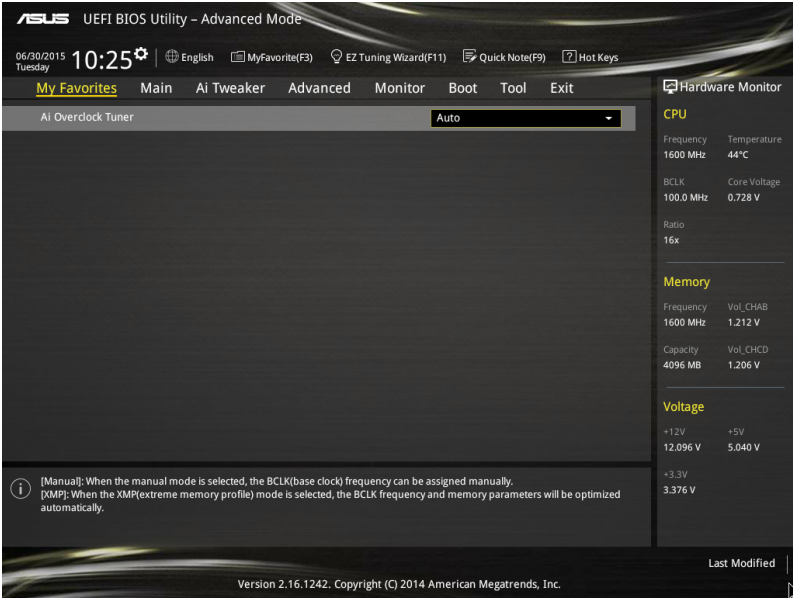 ASUS UEFI BIOS Utility – Advanced Mode
06/30/2015
Tuesday
10:25
English
MyFavorite(F3)
EZ Tuning Wizard(F11)
Quick Note(F9)
? Hot Keys
My Favorites Main Ai Tweaker Advanced Monitor Boot Tool Exit
Ai Overclock Tuner Auto
Hardware Monitor
CPU
Frequency Temperature
1600 MHz 44°C
BCLK Core Voltage
100.0 MHz 0.728 V
Ratio
16x
Memory
Frequency Vol_CHAB
1600 MHz 1.212 V
Capacity Vol_CHCD
4096 MB 1.206 V
Voltage
+12V +5V
12.096 V 5.040 V
+3.3V
3.376 V
i
[Manual]: When the manual mode is selected, the BCLK(base clock) frequency can be assigned manually.
[XMP]: When the XMP(extreme memory profile) mode is selected, the BCLK frequency and memory parameters will be optimized
automatically.
Last Modified
Version 2.16.1242. Copyright (C) 2014 American Megatrends, Inc.